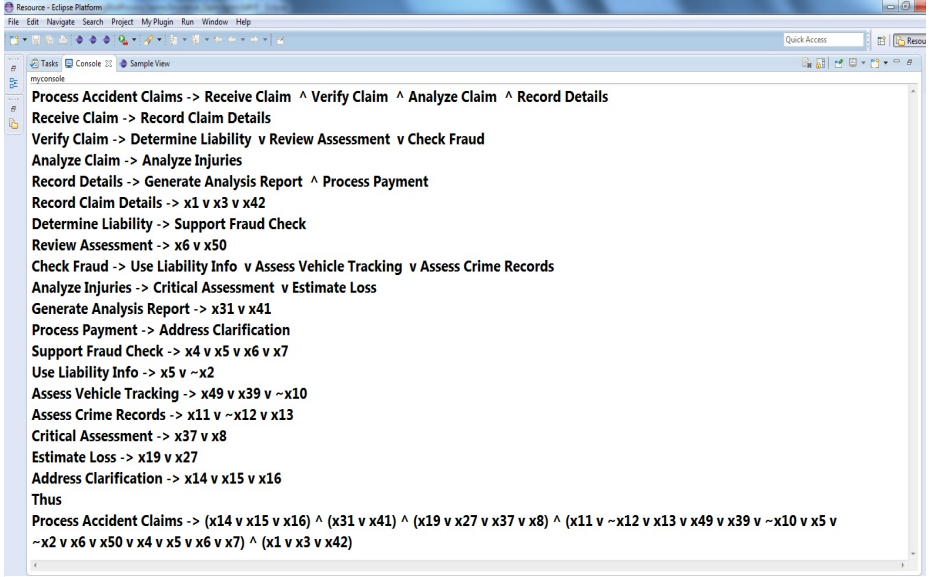 Resource - Eclipse Platform
File Edit Navigate Search Project My Plugin Run Window Help
Quick Access
Resou
Tasks Console Sample View
myconsole
Process Accident Claims -> Receive Claim ^ Verify Claim ^ Analyze Claim ^ Record Details
Receive Claim -> Record Claim Details
Verify Claim -> Determine Liability v Review Assessment v Check Fraud
Analyze Claim -> Analyze Injuries
Record Details -> Generate Analysis Report ^ Process Payment
Record Claim Details -> x1 v x3 v x42
Determine Liability -> Support Fraud Check
Review Assessment -> x6 v x50
Check Fraud -> Use Liability Info v Assess Vehicle Tracking v Assess Crime Records
Analyze Injuries -> Critical Assessment v Estimate Loss
Generate Analysis Report -> x31 v x41
Process Payment -> Address Clarification
Support Fraud Check -> x4 v x5 v x6 v x7
Use Liability Info -> x5 v ~x2
Assess Vehicle Tracking -> x49 v x39 v ~x10
Assess Crime Records -> x11 v ~x12 v x13
Critical Assessment -> x37 v x8
Estimate Loss -> x19 v x27
Address Clarification -> x14 v x15 v x16
Thus
Process Accident Claims -> (x14 v x15 v x16) ^ (x31 v x41) ^ (x19 v x27 v x37 v x8) ^ (x11 v ~x12 v x13 v x49 v x39 v ~x10 v x5 v
~x2 v x6 v x50 v x4 v x5 v x6 v x7) ^ (x1 v x3 v x42)